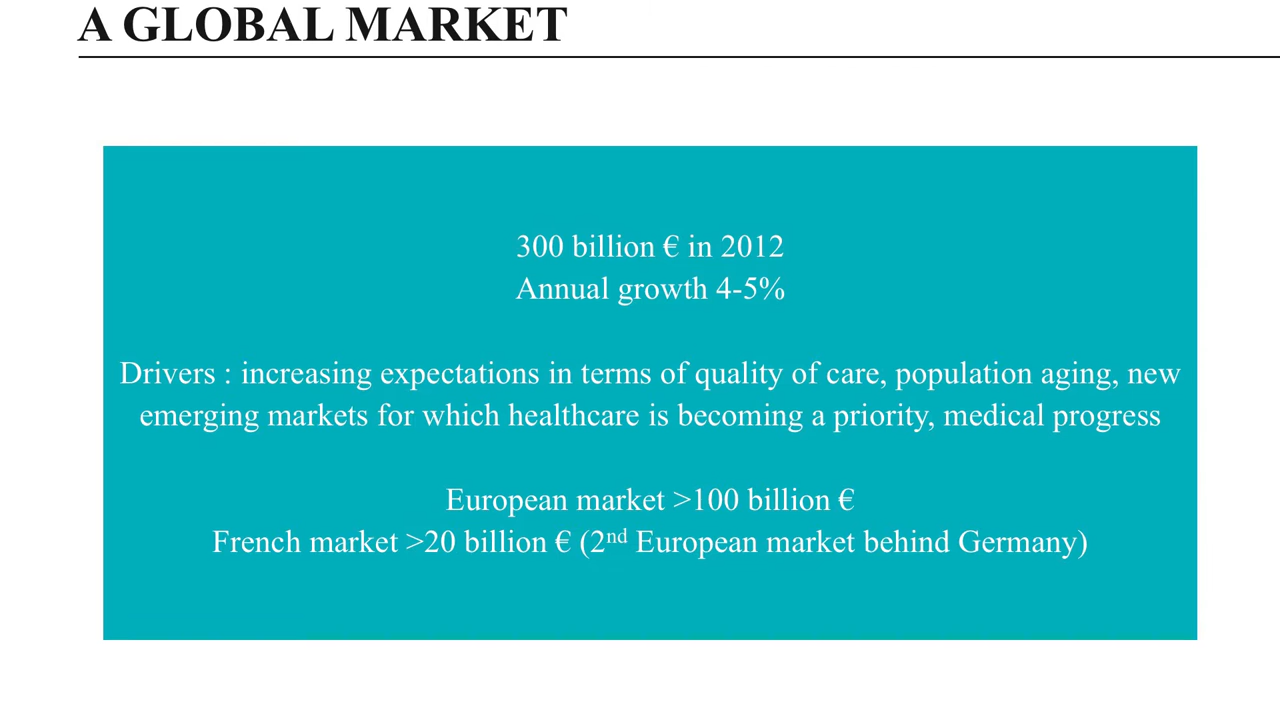 A GLOBAL MARKET
300 billion € in 2012
Annual growth 4-5%
Drivers : increasing expectations in terms of quality of care, population aging, new
emerging markets for which healthcare is becoming a priority, medical progress
European market >100 billion €
French market >20 billion € (2nd European market behind Germany)